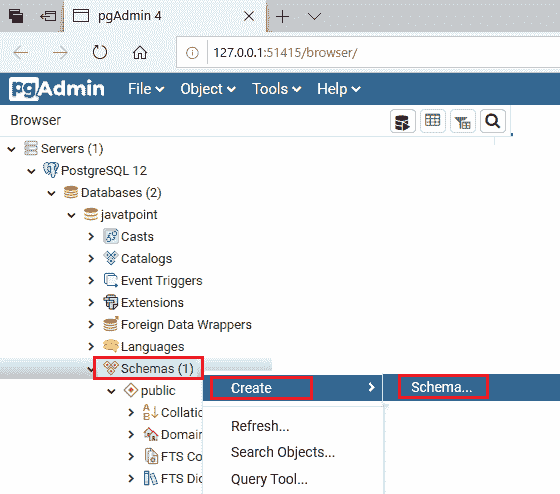 pgAdmin 4
127.0.0.1:51415/browser/
pgAdmin File Object Tools Help
Browser
Servers (1)
PostgreSQL 12
Databases (2)
javatpoint
Casts
Catalogs
Event Triggers
Extensions
Foreign Data Wrappers
Languages
Schemas (1)
Create Schema...
public
Collatio
Refresh...
Domain
Search Objects...
FTS Co
Query Tool...
FTS Dic